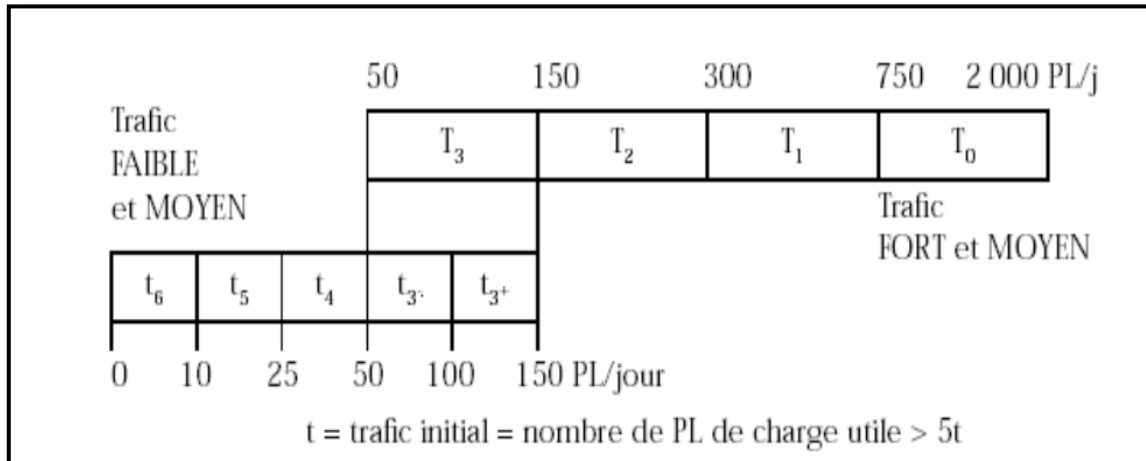 50 150 300 750 2 000 PL/j
Trafic
FAIBLE
et MOYEN
T3 T2 T1 T0
Trafic
FORT et MOYEN
t6 t5 t4 t3- t3+
0 10 25 50 100 150 PL/jour
t = trafic initial = nombre de PL de charge utile > 5t